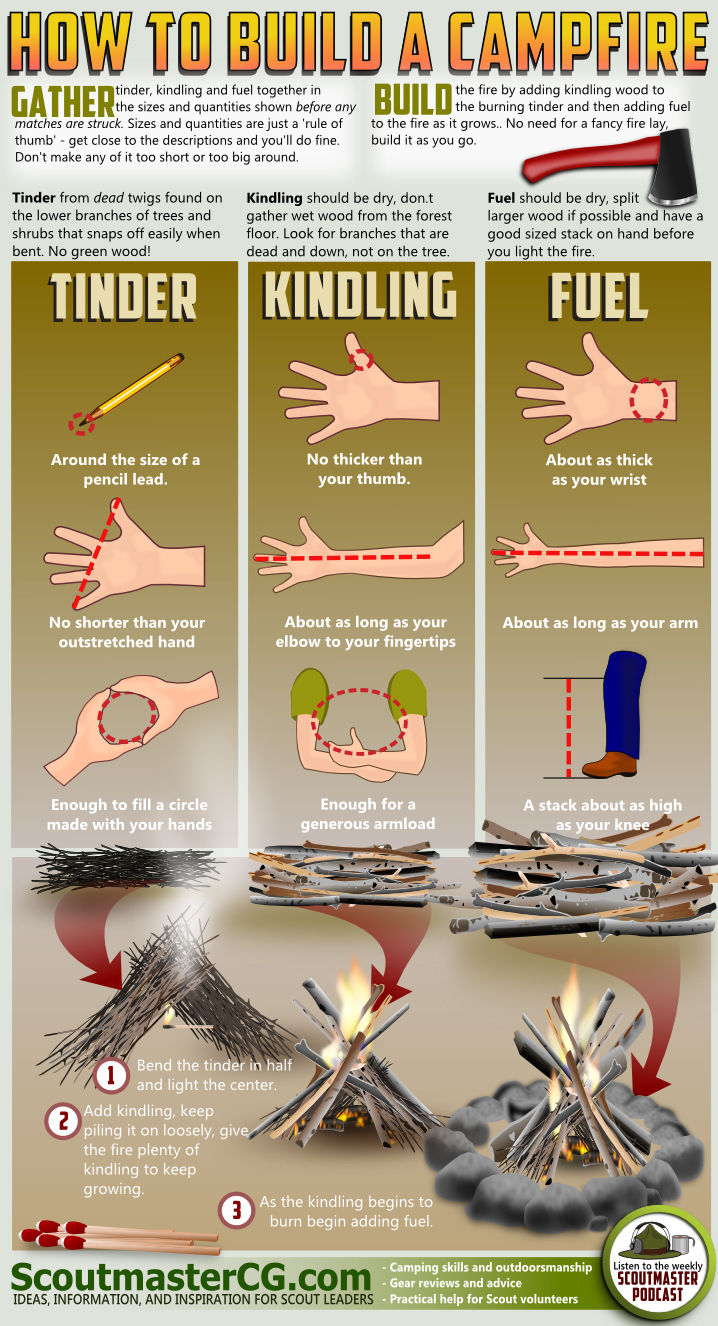 HOW TO BUILD A CAMPFIRE
GATHER tinder, kindling and fuel together in
the sizes and quantities shown before any
matches are struck. Sizes and quantities are just a 'rule of
thumb' - get close to the descriptions and you'll do fine.
Don't make any of it too short or too big around.
BUILD the fire by adding kindling wood to
the burning tinder and then adding fuel
to the fire as it grows.. No need for a fancy fire lay,
build it as you go.
Tinder from dead twigs found on
the lower branches of trees and
shrubs that snaps off easily when
bent. No green wood!
Kindling should be dry, don.t
gather wet wood from the forest
floor. Look for branches that are
dead and down, not on the tree.
Fuel should be dry, split
larger wood if possible and have a
good sized stack on hand before
you light the fire.
TINDER
Around the size of a
pencil lead.
No shorter than your
outstretched hand
Enough to fill a circle
made with your hands
KINDLING
No thicker than
your thumb.
About as long as your
elbow to your fingertips
Enough for a
generous armload
FUEL
About as thick
as your wrist
About as long as your arm
A stack about as high
as your knee
1 Bend the tinder in half
and light the center.
2 Add kindling, keep
piling it on loosely, give
the fire plenty of
kindling to keep
growing.
3 As the kindling begins to
burn begin adding fuel.
ScoutmasterCG.com
IDEAS, INFORMATION, AND INSPIRATION FOR SCOUT LEADERS
- Camping skills and outdoorsmanship
- Gear reviews and advice
- Practical help for Scout volunteers
Listen to the weekly
SCOUTMASTER
PODCAST